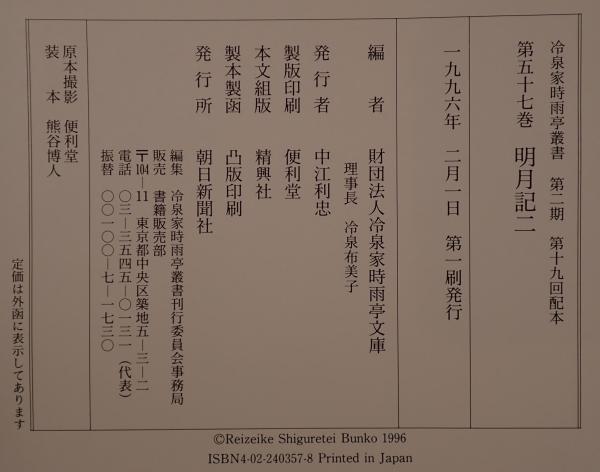 冷泉家時雨亭叢書　第二期　第十九回配本
第五十七巻　明月記二
一九九六年　二月一日　第一刷発行
編者　財団法人冷泉家時雨亭文庫
理事長　冷泉布美子
発行者　中江利忠
製版印刷　便利堂
本文組版　精興社
製本製函　凸版印刷
発行所　朝日新聞社
編集　冷泉家時雨亭叢書刊行委員会事務局
販売　書籍販売部
〒104―11　東京都中央区築地五―三―二
電話　〇三―三五四五―〇一三一（代表）
振替　〇〇一〇〇―七―一七三〇
原本撮影　便利堂
装本　熊谷博人
定価は外函に表示してあります
©Reizeike Shiguretei Bunko 1996
ISBN4-02-240357-8 Printed in Japan